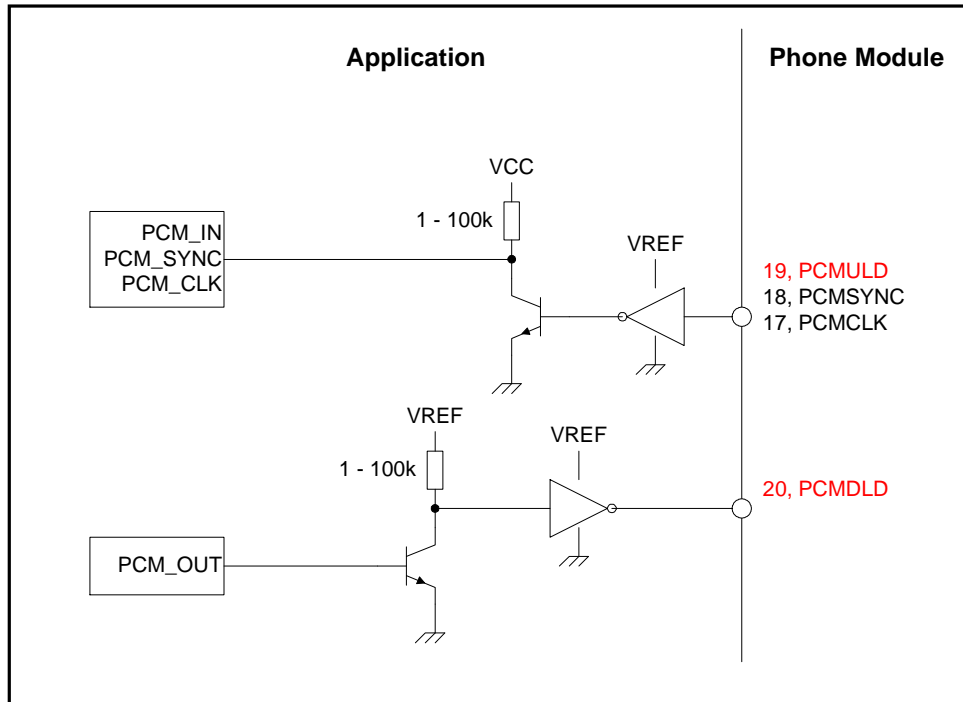 Application
Phone Module
VCC
1 - 100k
PCM_IN
PCM_SYNC
PCM_CLK
VREF
19, PCMULD
18, PCMSYNC
17, PCMCLK
VREF
1 - 100k
VREF
20, PCMDLD
PCM_OUT